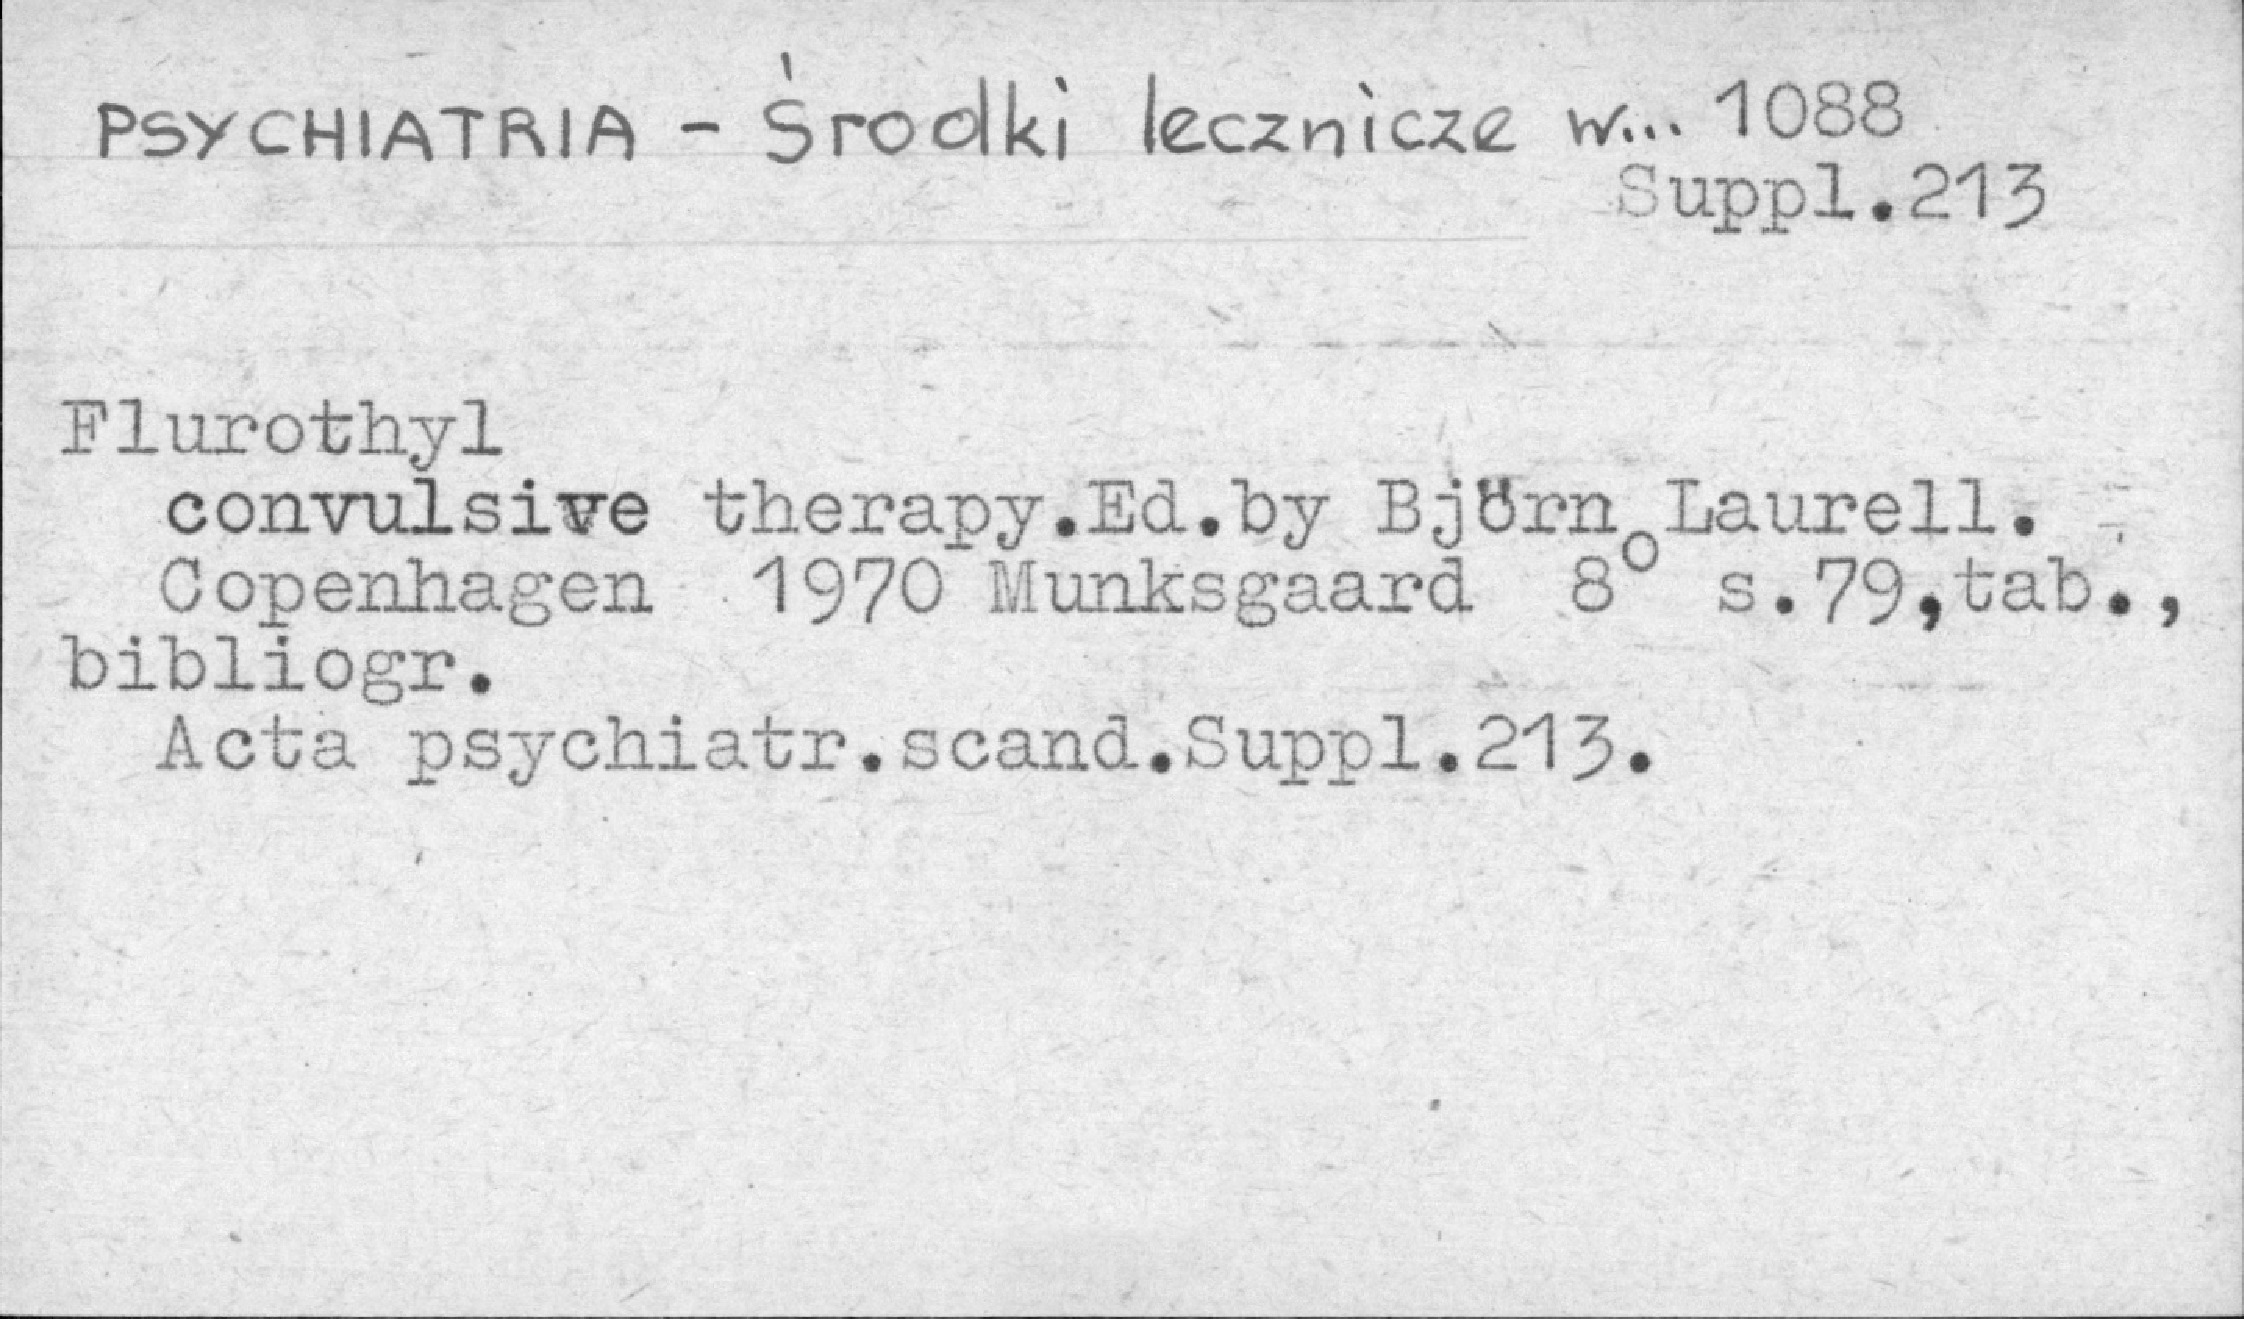 PSYCHIATRIA - Środki lecznicze w... 1088
Suppl.213
Flurothyl
convulsive therapy.Ed.by Björn Laurell.
Copenhagen 1970 Munksgaard 8° s.79,tab.,
bibliogr.
Acta psychiatr.scand.Suppl.213.